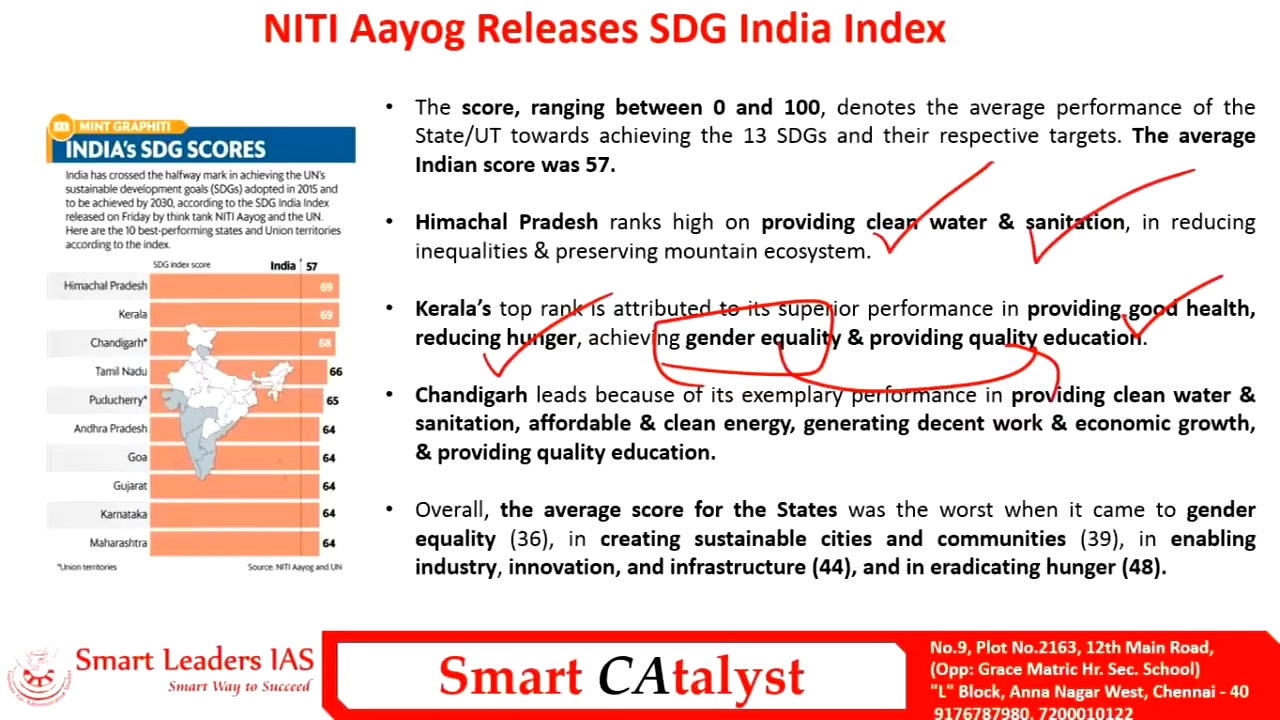 NITI Aayog Releases SDG India Index
MINT GRAPHITI
INDIA's SDG SCORES
India has crossed the halfway mark in achieving the UN's
sustainable development goals (SDGs) adopted in 2015 and
to be achieved by 2030, according to the SDG India Index
released on Friday by think tank NITI Aayog and the UN.
Here are the 10 best-performing states and Union territories
according to the index.
SDG index score India 57
Himachal Pradesh 69
Kerala 69
Chandigarh* 68
Tamil Nadu 66
Puducherry* 65
Andhra Pradesh 64
Goa 64
Gujarat 64
Karnataka 64
Maharashtra 64
*Union territories Source: NITI Aayog and UN
• The score, ranging between 0 and 100, denotes the average performance of the
State/UT towards achieving the 13 SDGs and their respective targets. The average
Indian score was 57.
• Himachal Pradesh ranks high on providing clean water & sanitation, in reducing
inequalities & preserving mountain ecosystem.
• Kerala's top rank is attributed to its superior performance in providing good health,
reducing hunger, achieving gender equality & providing quality education.
• Chandigarh leads because of its exemplary performance in providing clean water &
sanitation, affordable & clean energy, generating decent work & economic growth,
& providing quality education.
• Overall, the average score for the States was the worst when it came to gender
equality (36), in creating sustainable cities and communities (39), in enabling
industry, innovation, and infrastructure (44), and in eradicating hunger (48).
Smart Leaders IAS
Smart Way to Succeed
Smart CAtalyst
No.9, Plot No.2163, 12th Main Road,
(Opp: Grace Matric Hr. Sec. School)
"L" Block, Anna Nagar West, Chennai - 40
9176787980, 7200010122